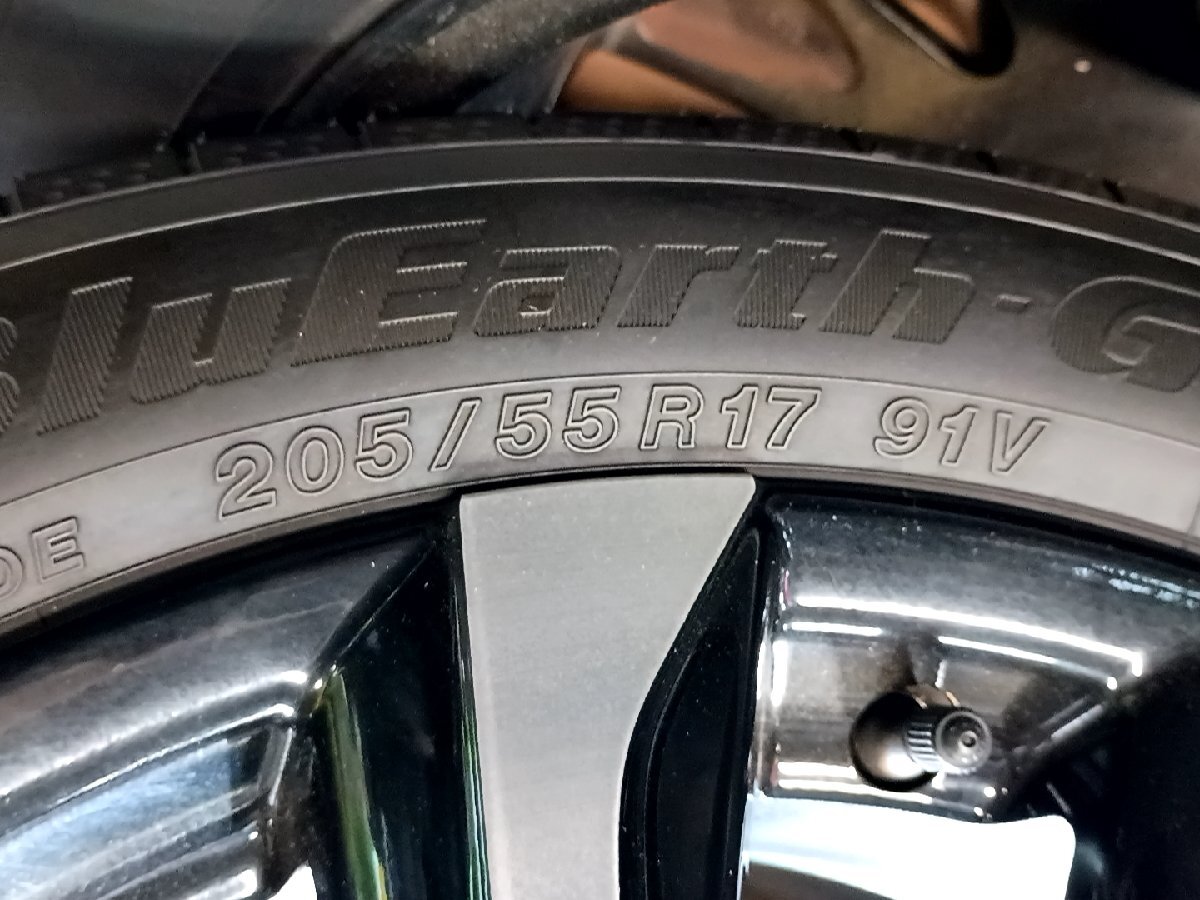 BluEarth-G
205/55R17 91V
DE